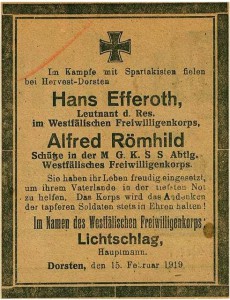 Im Kampfe mit Spartakisten fielen
bei Hervest-Dorsten
Hans Efferoth,
Leutnant d. Res.
im Westfälischen Freiwilligenkorps,
Alfred Römhild
Schütze in der M G. K S S Abtlg.
Westfälisches Freiwilligenkorps.
Sie haben ihr Leben freudig eingesetzt,
um ihrem Vaterlande in der tiefsten Not
zu helfen. Das Korps wird das Andenken
der tapferen Soldaten stets in Ehren halten!
Im Namen des Westfälischen Freiwilligenkorps
Lichtschlag,
Hauptmann.
Dorsten, den 15. Februar 1919.